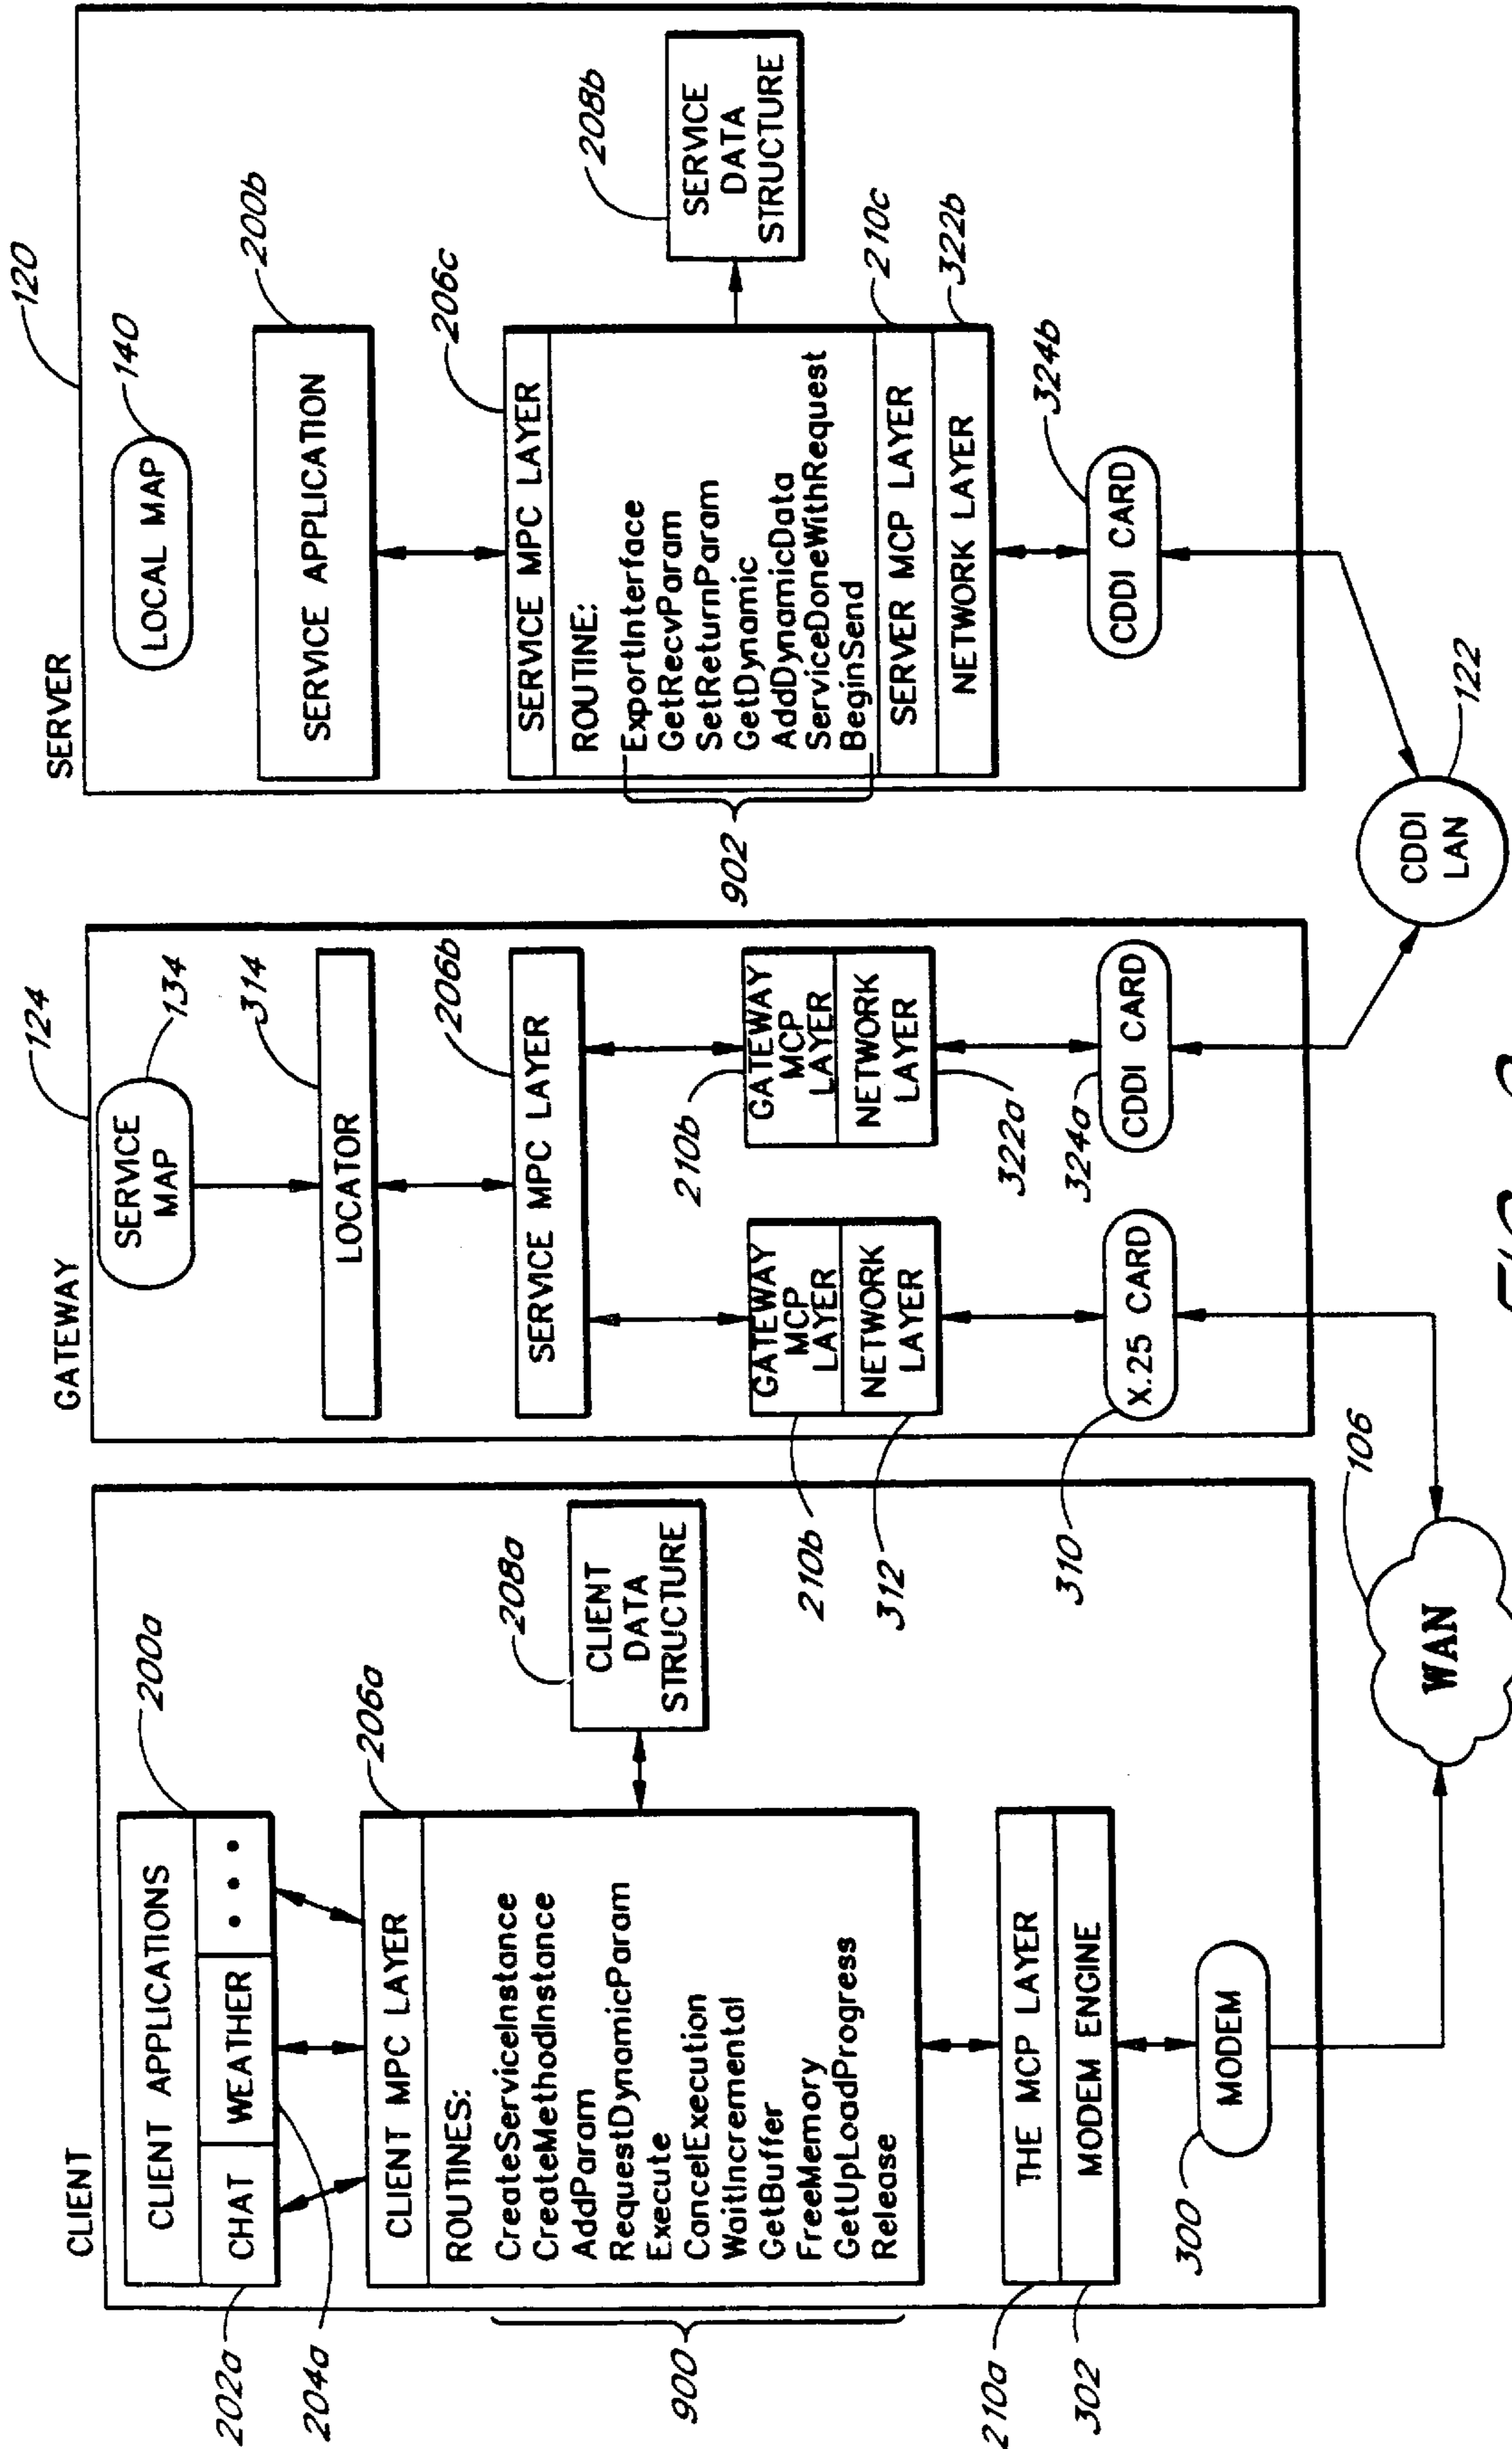 CLIENT
CLIENT APPLICATIONS
CHAT
WEATHER
• • •
200a
202a
204a
CLIENT MPC LAYER
206a
ROUTINES:
CreateServiceInstance
CreateMethodInstance
AddParam
RequestDynamicParam
Execute
CancelExecution
WaitIncremental
GetBuffer
FreeMemory
GetUpLoadProgress
Release
900
CLIENT
DATA
STRUCTURE
208a
THE MCP LAYER
MODEM ENGINE
210a
302
MODEM
300
WAN
106
GATEWAY
124
SERVICE
MAP
134
LOCATOR
314
SERVICE MPC LAYER
206b
GATEWAY
MCP
LAYER
NETWORK
LAYER
210b
312
X.25 CARD
310
GATEWAY
MCP
LAYER
NETWORK
LAYER
210b
322a
CDDI CARD
324a
SERVER
120
LOCAL MAP
140
SERVICE APPLICATION
200b
SERVICE MPC LAYER
206c
ROUTINE:
ExportInterface
GetRecvParam
SetReturnParam
GetDynamic
AddDynamicData
ServiceDoneWithRequest
BeginSend
902
SERVICE
DATA
STRUCTURE
208b
SERVER MCP LAYER
210c
NETWORK LAYER
322b
CDDI CARD
324b
CDDI
LAN
122